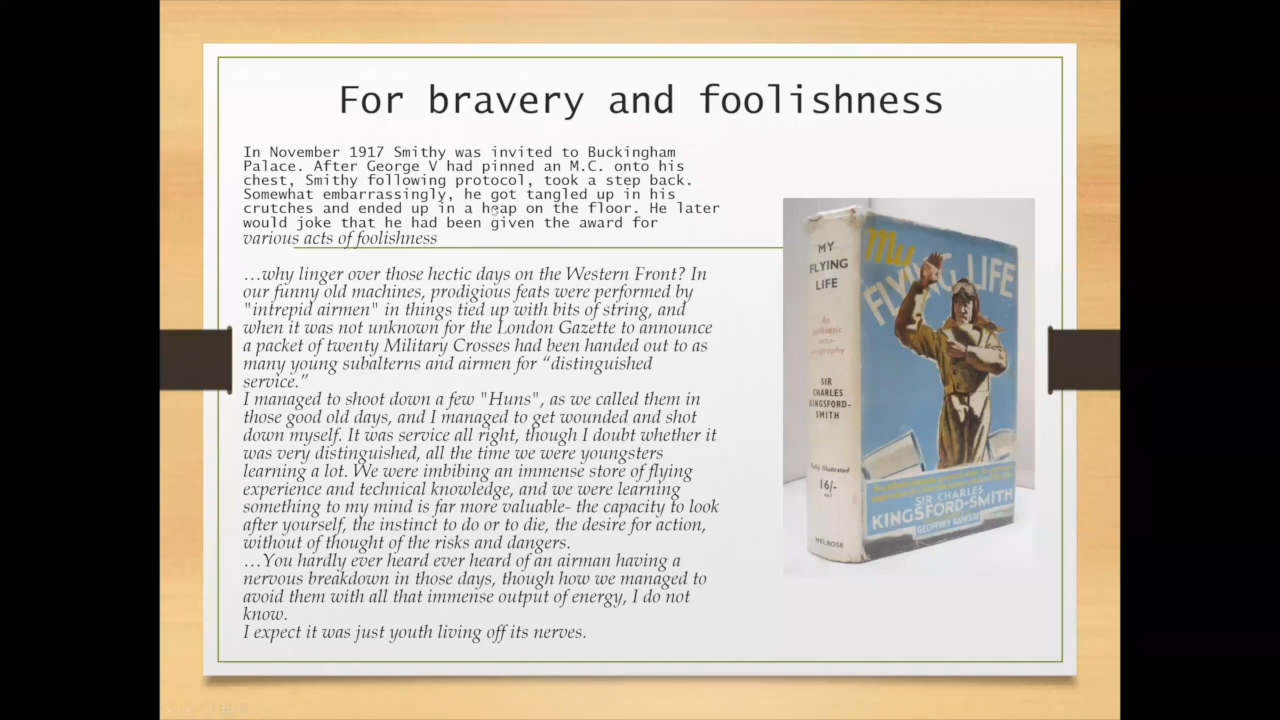 For bravery and foolishness
In November 1917 Smithy was invited to Buckingham
Palace. After George V had pinned an M.C. onto his
chest, Smithy following protocol, took a step back.
Somewhat embarrassingly, he got tangled up in his
crutches and ended up in a heap on the floor. He later
would joke that he had been given the award for
various acts of foolishness
…why linger over those hectic days on the Western Front? In
our funny old machines, prodigious feats were performed by
"intrepid airmen" in things tied up with bits of string, and
when it was not unknown for the London Gazette to announce
a packet of twenty Military Crosses had been handed out to as
many young subalterns and airmen for “distinguished
service.”
I managed to shoot down a few "Huns", as we called them in
those good old days, and I managed to get wounded and shot
down myself. It was service all right, though I doubt whether it
was very distinguished, all the time we were youngsters
learning a lot. We were imbibing an immense store of flying
experience and technical knowledge, and we were learning
something to my mind is far more valuable- the capacity to look
after yourself, the instinct to do or to die, the desire for action,
without of thought of the risks and dangers.
…You hardly ever heard ever heard of an airman having a
nervous breakdown in those days, though how we managed to
avoid them with all that immense output of energy, I do not
know.
I expect it was just youth living off its nerves.
MY
FLYING
LIFE
An
authentic
auto-
biography
SIR
CHARLES
KINGSFORD-
SMITH
Fully Illustrated
16/-
NET
MELROSE
My
FLYING LIFE
SIR CHARLES
KINGSFORD-SMITH
GEOFFREY RAWSON